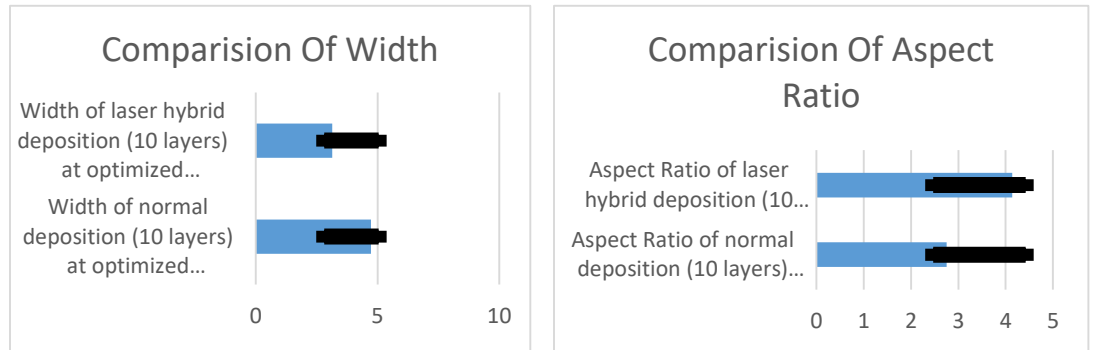 Comparision Of Width
Width of laser hybrid
deposition (10 layers)
at optimized...
Width of normal
deposition (10 layers)
at optimized...
0 5 10
Comparision Of Aspect
Ratio
Aspect Ratio of laser
hybrid deposition (10...
Aspect Ratio of normal
deposition (10 layers)...
0 1 2 3 4 5